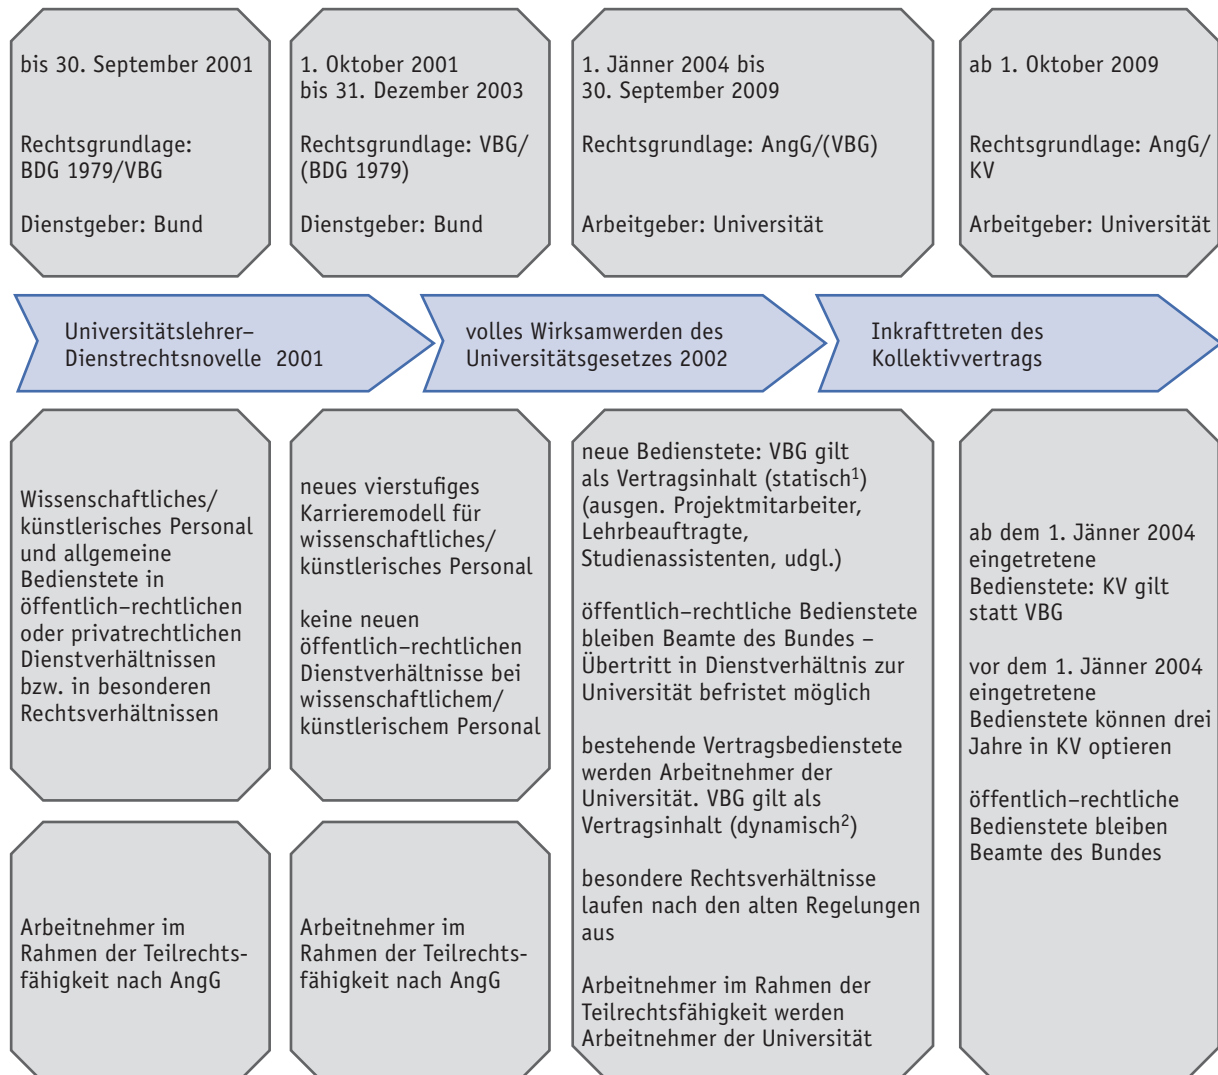 bis 30. September 2001
Rechtsgrundlage:
BDG 1979/VBG
Dienstgeber: Bund
1. Oktober 2001
bis 31. Dezember 2003
Rechtsgrundlage: VBG/
(BDG 1979)
Dienstgeber: Bund
1. Jänner 2004 bis
30. September 2009
Rechtsgrundlage: AngG/(VBG)
Arbeitgeber: Universität
ab 1. Oktober 2009
Rechtsgrundlage: AngG/
KV
Arbeitgeber: Universität
Universitätslehrer–
Dienstrechtsnovelle 2001
volles Wirksamwerden des
Universitätsgesetzes 2002
Inkrafttreten des
Kollektivvertrags
Wissenschaftliches/
künstlerisches Personal
und allgemeine
Bedienstete in
öffentlich–rechtlichen
oder privatrechtlichen
Dienstverhältnissen
bzw. in besonderen
Rechtsverhältnissen
Arbeitnehmer im
Rahmen der Teilrechts-
fähigkeit nach AngG
neues vierstufiges
Karrieremodell für
wissenschaftliches/
künstlerisches Personal
keine neuen
öffentlich–rechtlichen
Dienstverhältnisse bei
wissenschaftlichem/
künstlerischem Personal
Arbeitnehmer im
Rahmen der Teilrechts-
fähigkeit nach AngG
neue Bedienstete: VBG gilt
als Vertragsinhalt (statisch¹)
(ausgen. Projektmitarbeiter,
Lehrbeauftragte,
Studienassistenten, udgl.)
öffentlich–rechtliche Bedienstete
bleiben Beamte des Bundes –
Übertritt in Dienstverhältnis zur
Universität befristet möglich
bestehende Vertragsbedienstete
werden Arbeitnehmer der
Universität. VBG gilt als
Vertragsinhalt (dynamisch²)
besondere Rechtsverhältnisse
laufen nach den alten Regelungen
aus
Arbeitnehmer im Rahmen der
Teilrechtsfähigkeit werden
Arbeitnehmer der Universität
ab dem 1. Jänner 2004
eingetretene
Bedienstete: KV gilt
statt VBG
vor dem 1. Jänner 2004
eingetretene
Bedienstete können drei
Jahre in KV optieren
öffentlich–rechtliche
Bedienstete bleiben
Beamte des Bundes